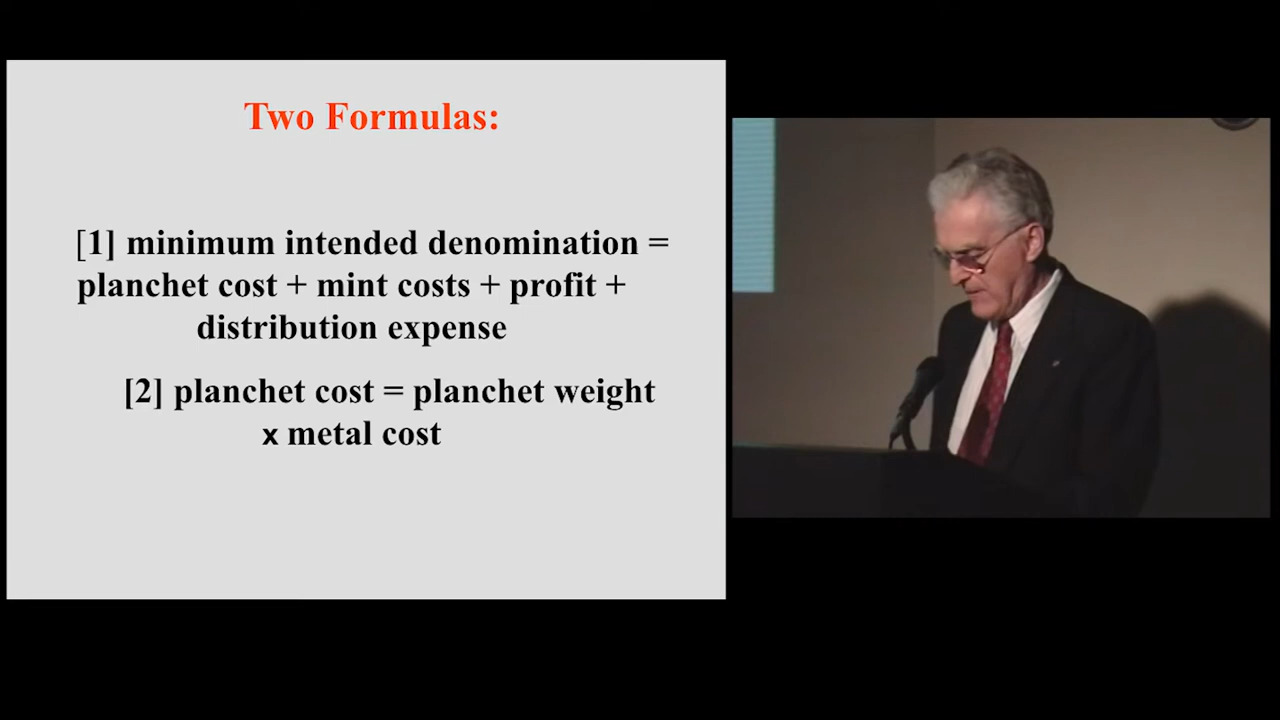 Two Formulas:
[1] minimum intended denomination =
planchet cost + mint costs + profit +
distribution expense
[2] planchet cost = planchet weight
x metal cost